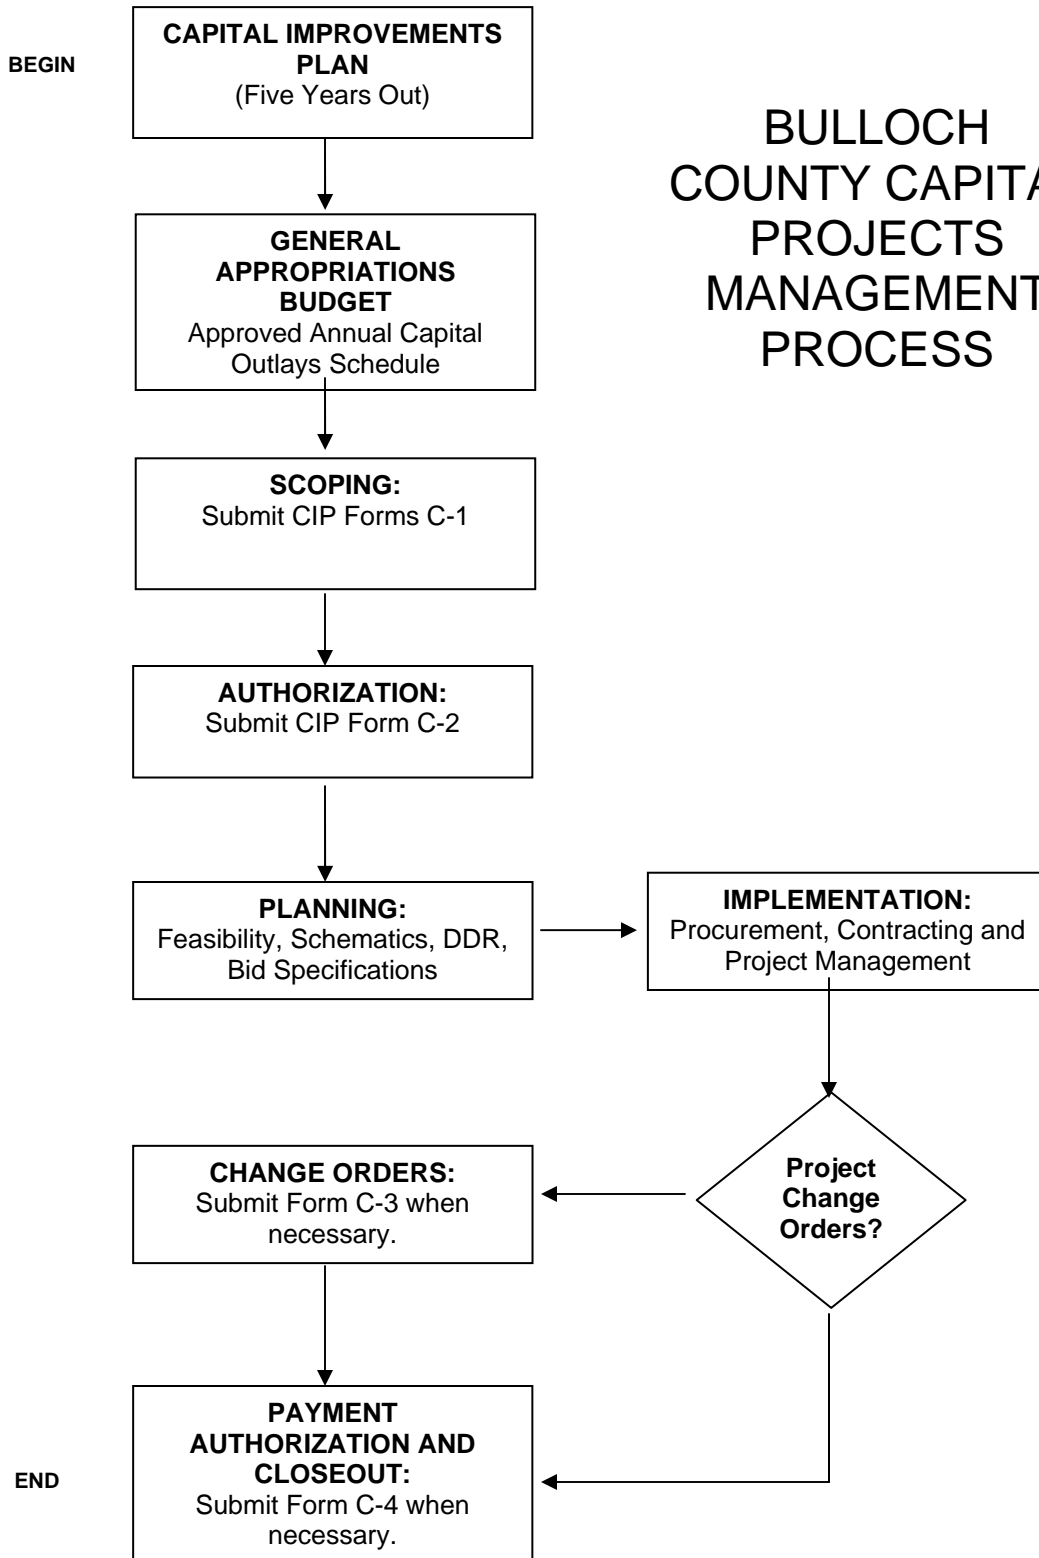 BEGIN
CAPITAL IMPROVEMENTS
PLAN
(Five Years Out)
BULLOCH
COUNTY CAPITA
PROJECTS
MANAGEMENT
PROCESS
GENERAL
APPROPRIATIONS
BUDGET
Approved Annual Capital
Outlays Schedule
SCOPING:
Submit CIP Forms C-1
AUTHORIZATION:
Submit CIP Form C-2
PLANNING:
Feasibility, Schematics, DDR,
Bid Specifications
IMPLEMENTATION:
Procurement, Contracting and
Project Management
Project
Change
Orders?
CHANGE ORDERS:
Submit Form C-3 when
necessary.
END
PAYMENT
AUTHORIZATION AND
CLOSEOUT:
Submit Form C-4 when
necessary.